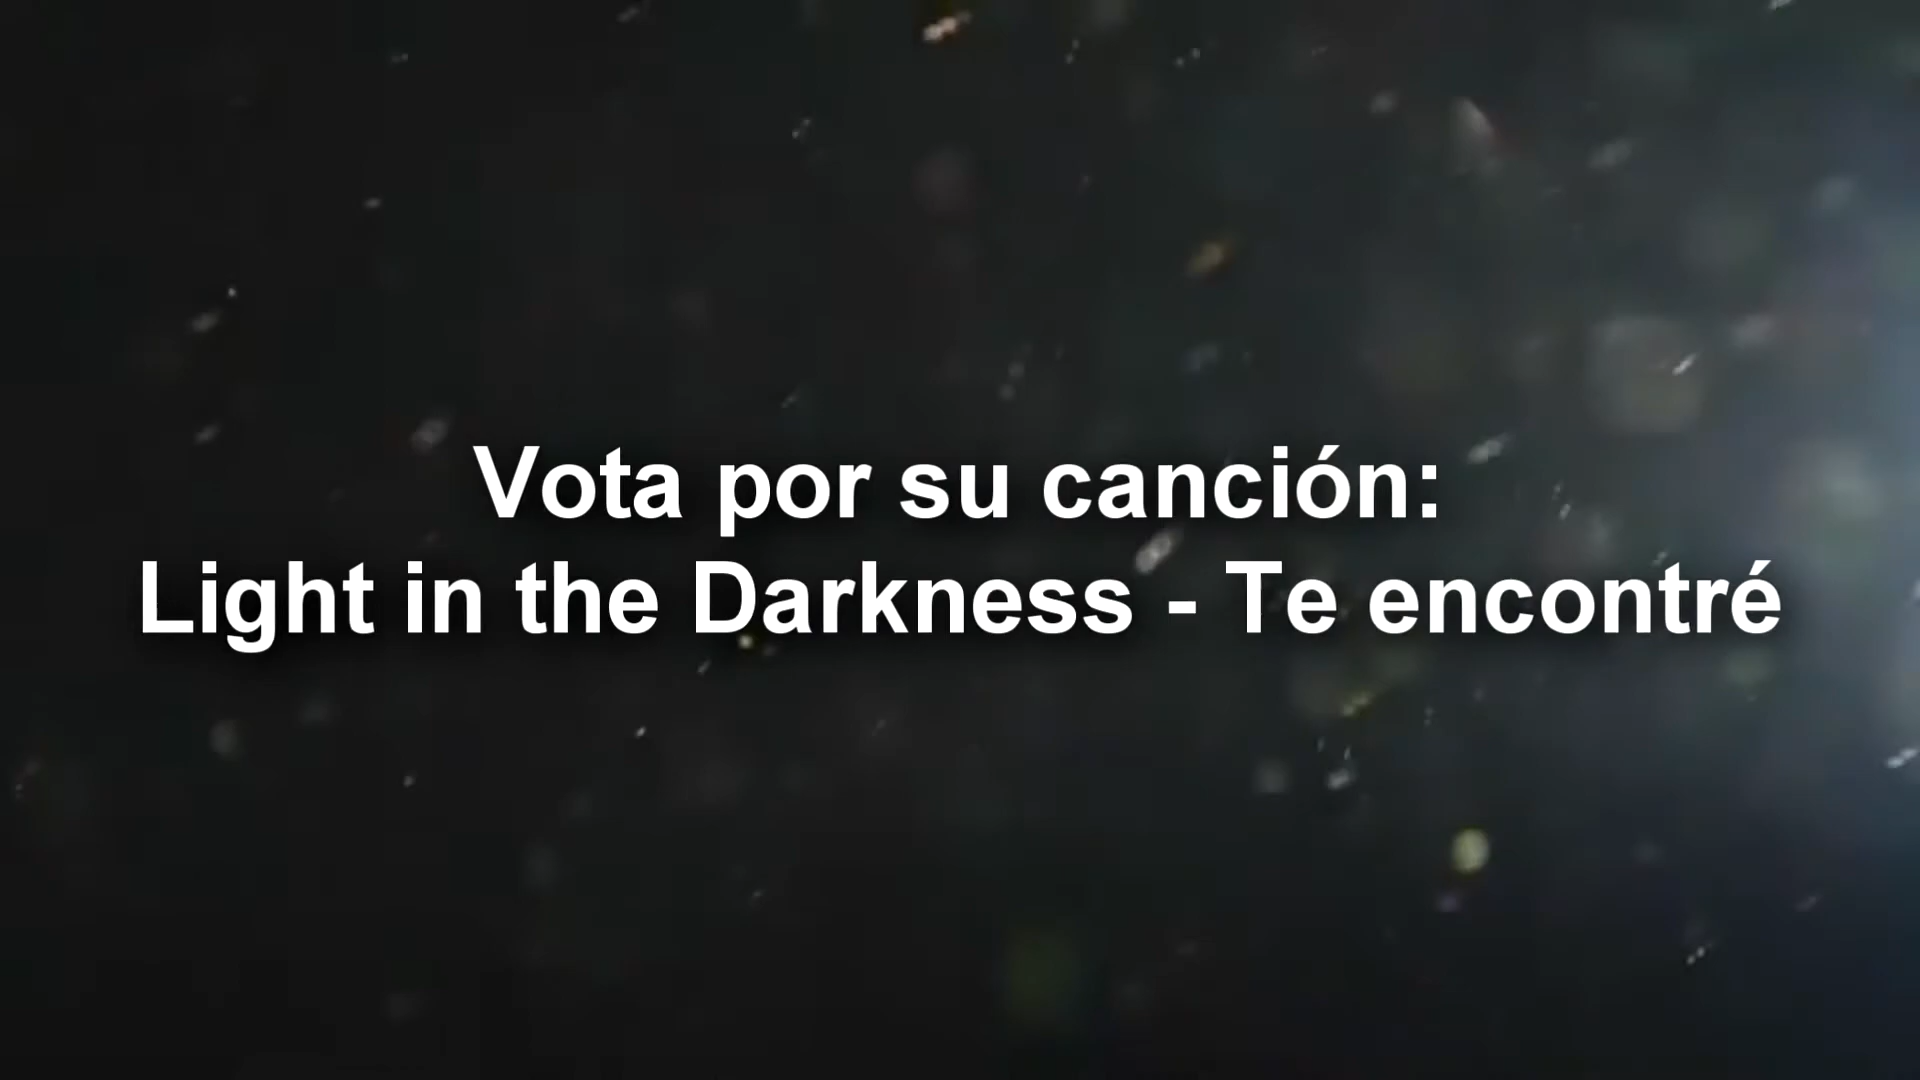 Vota por su canción:
Light in the Darkness - Te encontré